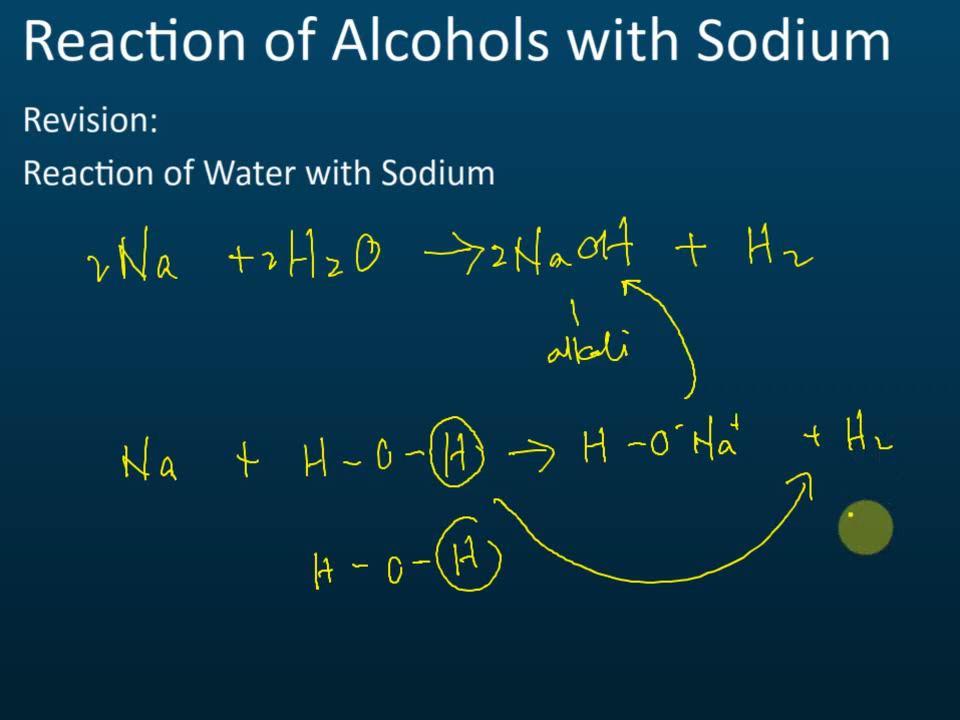 Reaction of Alcohols with Sodium
Revision:
Reaction of Water with Sodium
2Na + 2H2O → 2NaOH + H2
alkali
Na + H - O - H → H - O⁻ Na⁺ + H2
H - O - H